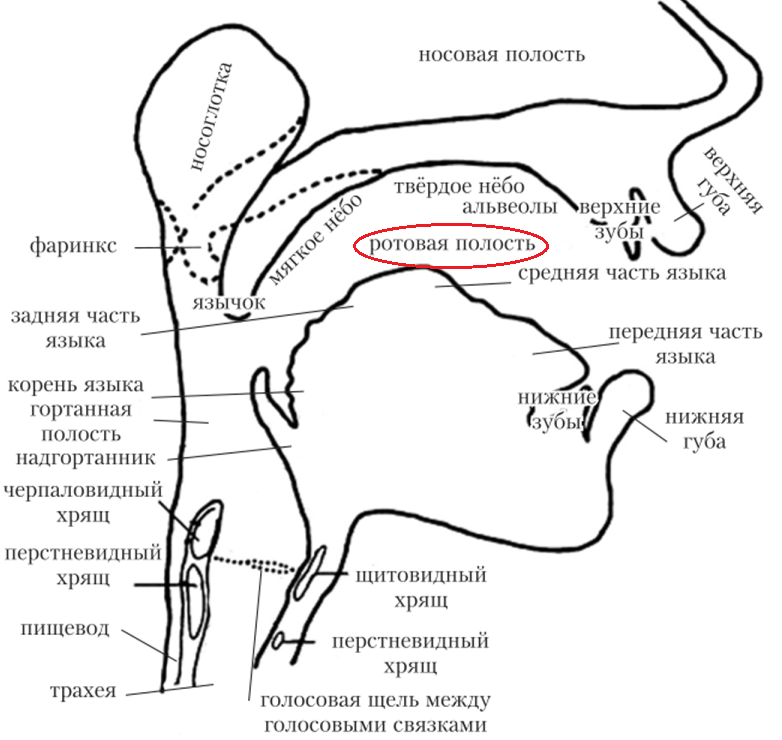 носовая полость
носоглотка
верхняя
губа
твёрдое нёбо
альвеолы
верхние
зубы
мягкое нёбо
фаринкс
ротовая полость
средняя часть языка
язычок
задняя часть
языка
передняя часть
языка
корень языка
гортанная
полость
надгортанник
нижние
зубы
нижняя
губа
черпаловидный
хрящ
перстневидный
хрящ
щитовидный
хрящ
пищевод
перстневидный
хрящ
трахея
голосовая щель между
голосовыми связками